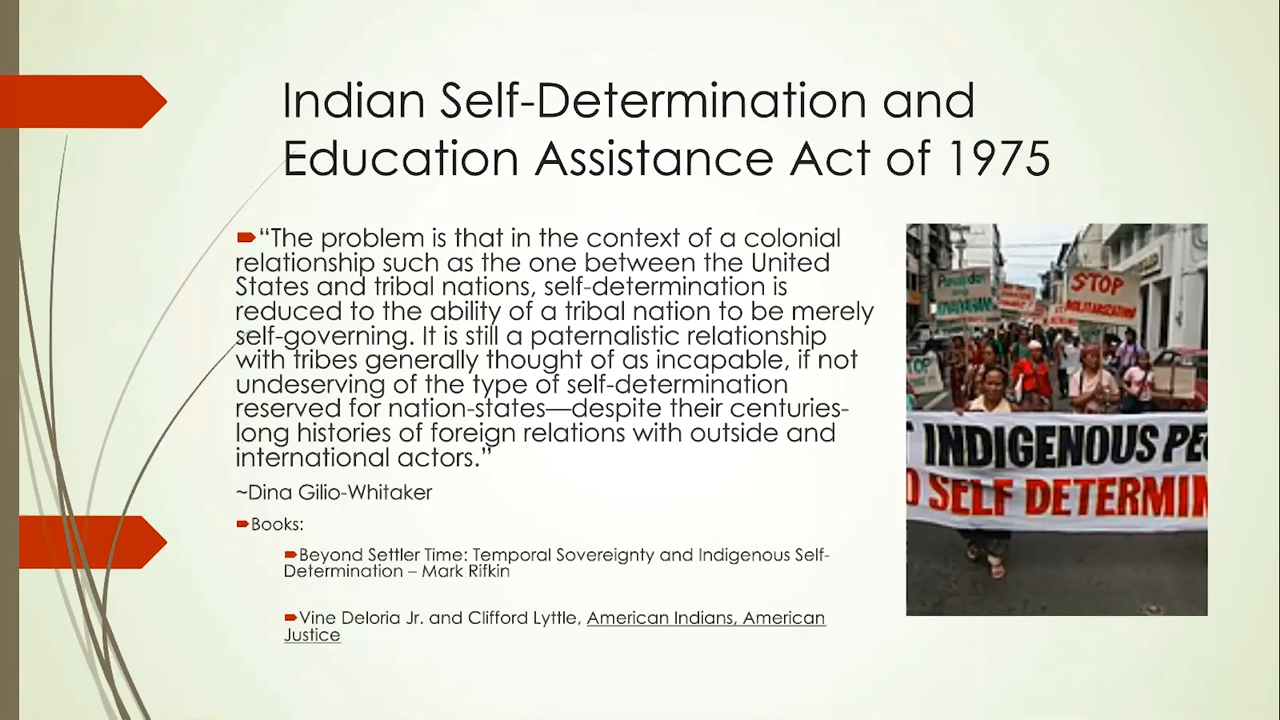 Indian Self-Determination and
Education Assistance Act of 1975
“The problem is that in the context of a colonial
relationship such as the one between the United
States and tribal nations, self-determination is
reduced to the ability of a tribal nation to be merely
self-governing. It is still a paternalistic relationship
with tribes generally thought of as incapable, if not
undeserving of the type of self-determination
reserved for nation-states—despite their centuries-
long histories of foreign relations with outside and
international actors.”
~Dina Gilio-Whitaker
Books:
Beyond Settler Time: Temporal Sovereignty and Indigenous Self-
Determination – Mark Rifkin
Vine Deloria Jr. and Clifford Lyttle, American Indians, American
Justice
STOP
MILITARIZATION
STOP
INDIGENOUS PE
SELF DETERMIN